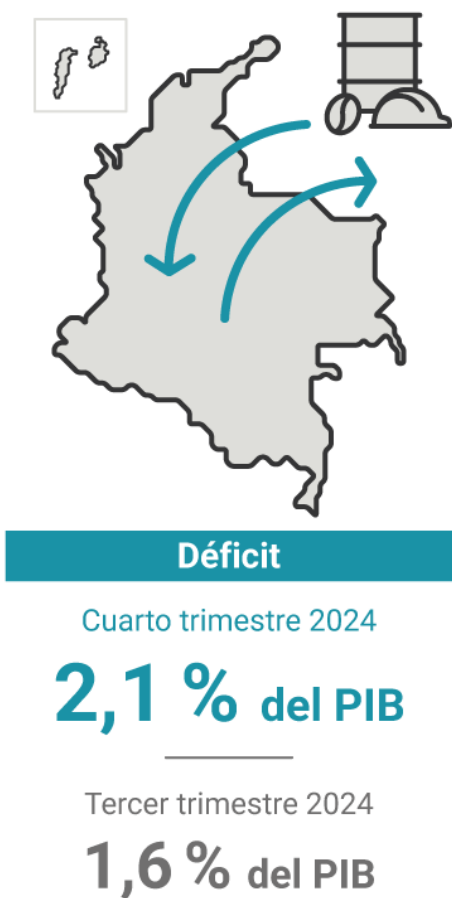 Déficit
Cuarto trimestre 2024
2,1 % del PIB
Tercer trimestre 2024
1,6 % del PIB